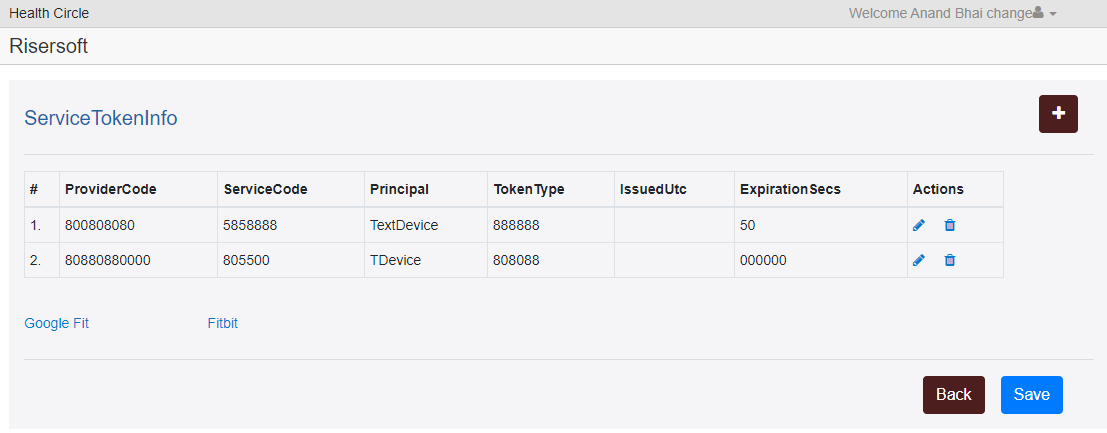 Health Circle Welcome Anand Bhai change
Risersoft
ServiceTokenInfo
# ProviderCode ServiceCode Principal TokenType IssuedUtc ExpirationSecs Actions
1. 800808080 5858888 TextDevice 888888 50
2. 80880880000 805500 TDevice 808088 000000
Google Fit Fitbit
Back Save